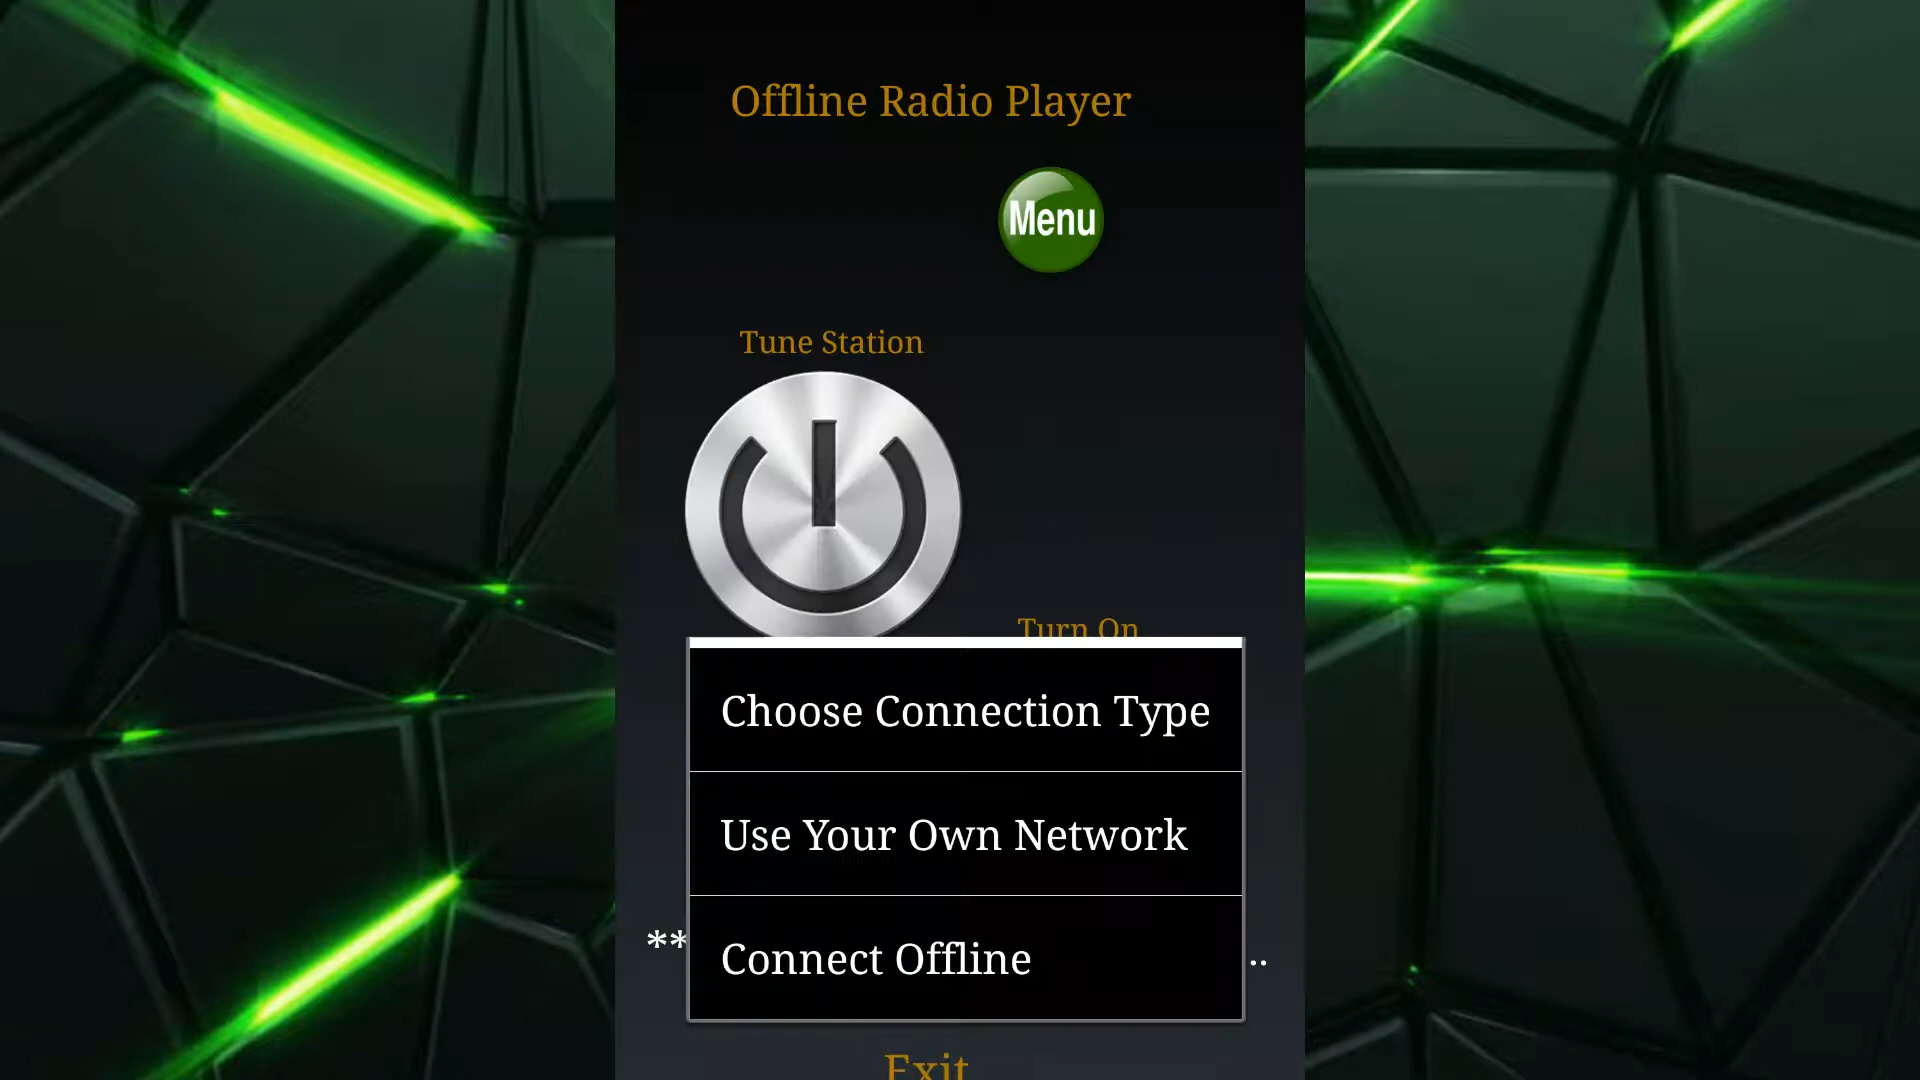 Offline Radio Player
Menu
Tune Station
Turn On
Choose Connection Type
Use Your Own Network
**
Connect Offline
..
Exit